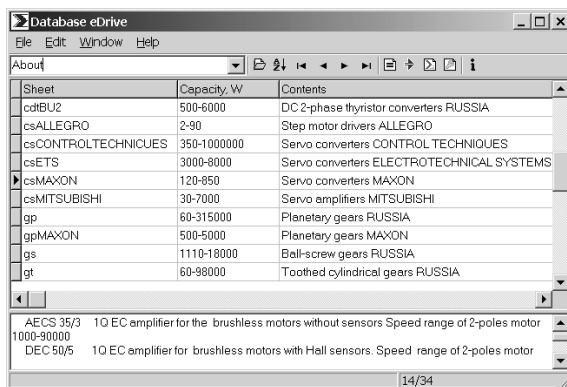 Database eDrive
File Edit Window Help
About
Sheet Capacity, W Contents
cdtBU2 500-6000 DC 2-phase thyristor converters RUSSIA
csALLEGRO 2-90 Step motor drivers ALLEGRO
csCONTROLTECHNICUES 350-1000000 Servo converters CONTROL TECHNIQUES
csETS 3000-8000 Servo converters ELECTROTECHNICAL SYSTEMS
csMAXON 120-850 Servo converters MAXON
csMITSUBISHI 30-7000 Servo amplifiers MITSUBISHI
gp 60-315000 Planetary gears RUSSIA
gpMAXON 500-5000 Planetary gears MAXON
gs 1110-18000 Ball-screw gears RUSSIA
gt 60-98000 Toothed cylindrical gears RUSSIA
AECS 35/3 1Q EC amplifier for the brushless motors without sensors Speed range of 2-poles motor
1000-90000
DEC 50/5 1Q EC amplifier for brushless motors with Hall sensors. Speed range of 2-poles motor
14/34